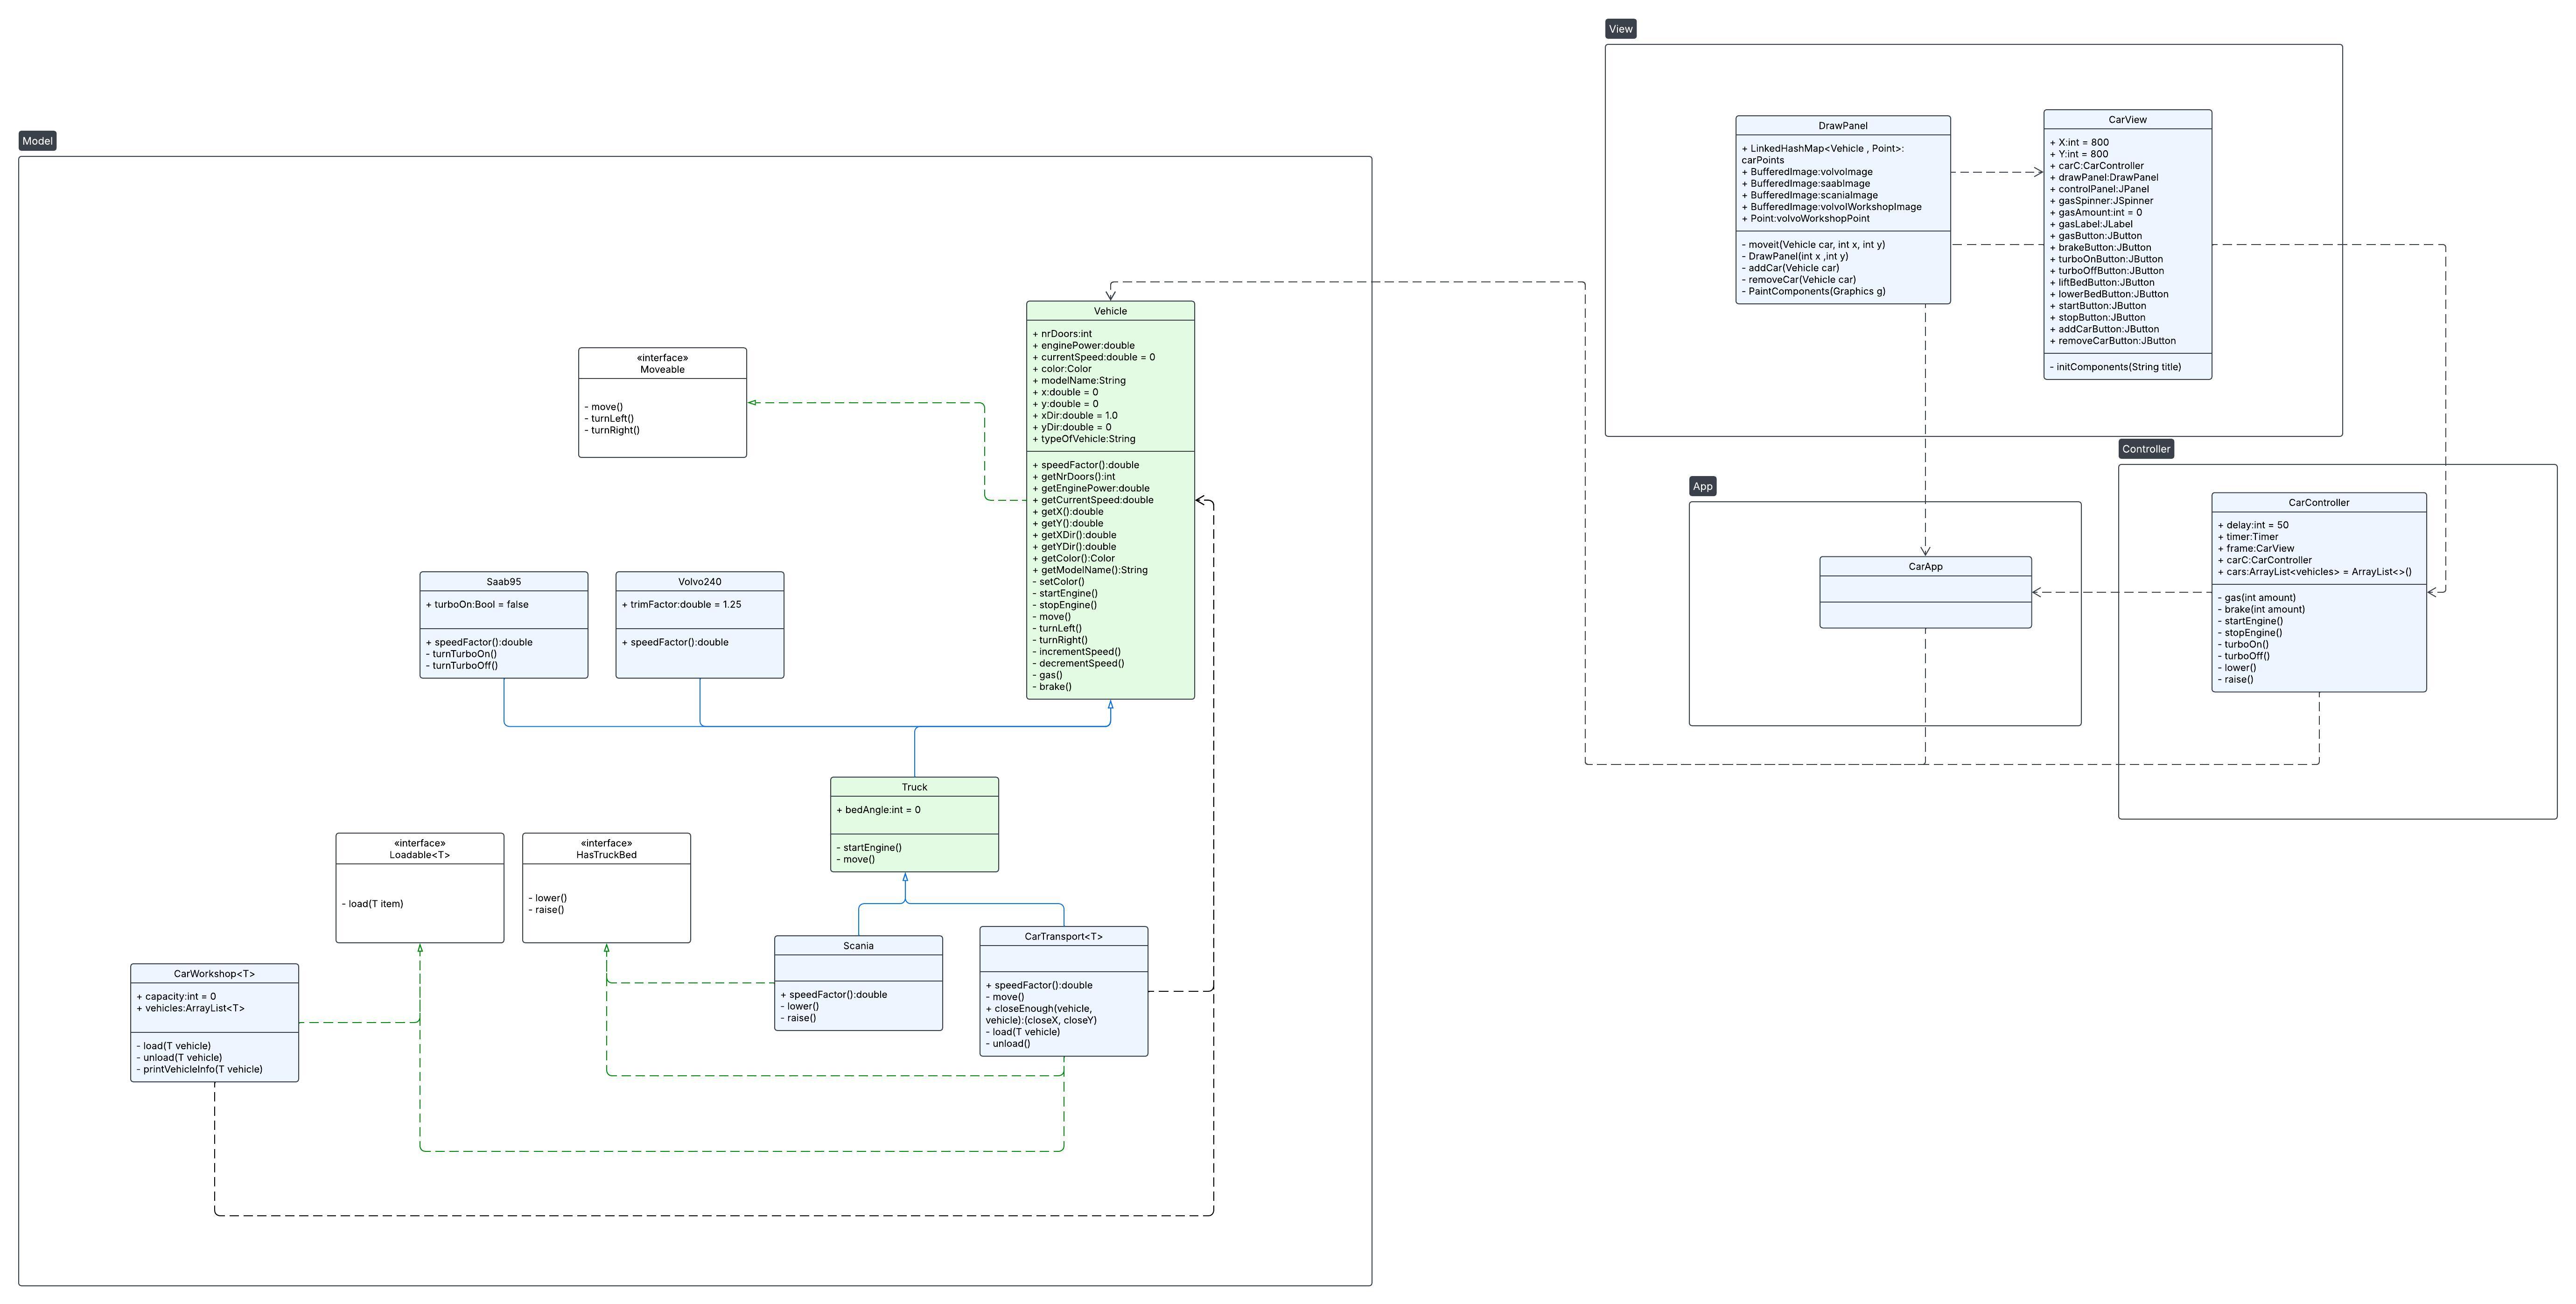 View
DrawPanel
+ LinkedHashMap<Vehicle , Point>:
carPoints
+ BufferedImage:volvoImage
+ BufferedImage:saabImage
+ BufferedImage:scaniaImage
+ BufferedImage:volvolWorkshopImage
+ Point:volvoWorkshopPoint
- moveit(Vehicle car, int x, int y)
- DrawPanel(int x ,int y)
- addCar(Vehicle car)
- removeCar(Vehicle car)
- PaintComponents(Graphics g)
CarView
+ X:int = 800
+ Y:int = 800
+ carC:CarController
+ drawPanel:DrawPanel
+ controlPanel:JPanel
+ gasSpinner:JSpinner
+ gasAmount:int = 0
+ gasLabel:JLabel
+ gasButton:JButton
+ brakeButton:JButton
+ turboOnButton:JButton
+ turboOffButton:JButton
+ liftBedButton:JButton
+ lowerBedButton:JButton
+ startButton:JButton
+ stopButton:JButton
+ addCarButton:JButton
+ removeCarButton:JButton
- initComponents(String title)
Model
Vehicle
+ nrDoors:int
+ enginePower:double
+ currentSpeed:double = 0
+ color:Color
+ modelName:String
+ x:double = 0
+ y:double = 0
+ xDir:double = 1.0
+ yDir:double = 0
+ typeOfVehicle:String
+ speedFactor():double
+ getNrDoors():int
+ getEnginePower:double
+ getCurrentSpeed:double
+ getX():double
+ getY():double
+ getXDir():double
+ getYDir():double
+ getColor():Color
+ getModelName():String
- setColor()
- startEngine()
- stopEngine()
- move()
- turnLeft()
- turnRight()
- incrementSpeed()
- decrementSpeed()
- gas()
- brake()
«interface»
Moveable
- move()
- turnLeft()
- turnRight()
Saab95
+ turboOn:Bool = false
+ speedFactor():double
- turnTurboOn()
- turnTurboOff()
Volvo240
+ trimFactor:double = 1.25
+ speedFactor():double
Truck
+ bedAngle:int = 0
- startEngine()
- move()
«interface»
Loadable<T>
- load(T item)
«interface»
HasTruckBed
- lower()
- raise()
Scania
+ speedFactor():double
- lower()
- raise()
CarTransport<T>
+ speedFactor():double
- move()
+ closeEnough(vehicle,
vehicle):(closeX, closeY)
- load(T vehicle)
- unload()
CarWorkshop<T>
+ capacity:int = 0
+ vehicles:ArrayList<T>
- load(T vehicle)
- unload(T vehicle)
- printVehicleInfo(T vehicle)
App
CarApp
Controller
CarController
+ delay:int = 50
+ timer:Timer
+ frame:CarView
+ carC:CarController
+ cars:ArrayList<vehicles> = ArrayList<>()
- gas(int amount)
- brake(int amount)
- startEngine()
- stopEngine()
- turboOn()
- turboOff()
- lower()
- raise()